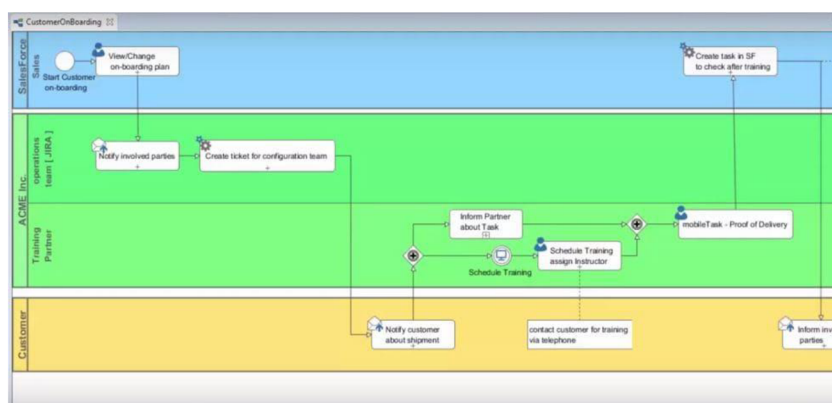 CustomerOnBoarding
SalesForce
Sales
Start Customer
on-boarding
View/Change
on-boarding plan
Create task in SF
to check after training
ACME Inc.
operations
team [ JIRA ]
Notify involved parties
Create ticket for configuration team
Training
Partner
Inform Partner
about Task
Schedule Training
Schedule Training
assign Instructor
mobileTask - Proof of Delivery
Customer
Notify customer
about shipment
contact customer for training
via telephone
Inform inv
parties